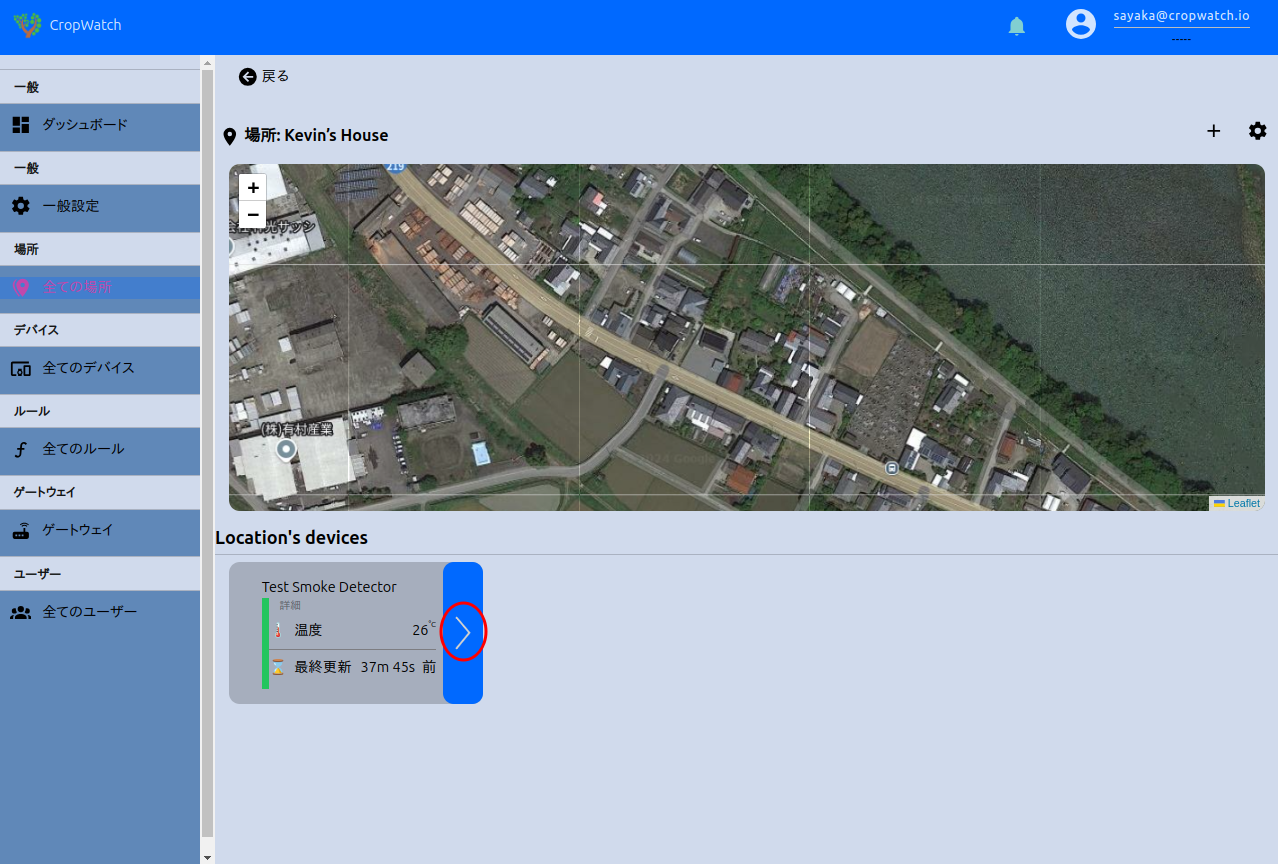 CropWatch
sayaka@cropwatch.io
-----
一般
ダッシュボード
一般
一般設定
場所
全ての場所
デバイス
全てのデバイス
ルール
全てのルール
ゲートウェイ
ゲートウェイ
ユーザー
全てのユーザー
戻る
場所: Kevin's House
219
+
−
(株)有村産業
Leaflet
Location's devices
Test Smoke Detector
詳細
温度 26 °C
最終更新 37m 45s 前